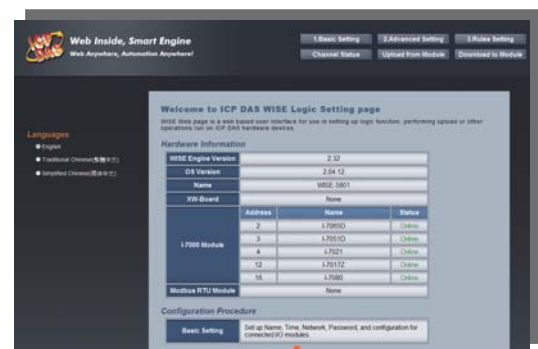 ICP DAS
Web Inside, Smart Engine
Web Anywhere, Automation Anywhere!
1.Basic Setting
2.Advanced Setting
3.Rules Setting
Channel Status
Upload from Module
Download to Module
Languages
English
Traditional Chinese(繁體中文)
Simplified Chinese(简体中文)
Welcome to ICP DAS WISE Logic Setting page
WISE Web page is a web based user interface for use in setting up logic function, performing upload or other
operations run on ICP DAS hardware devices.
Hardware Information
WISE Engine Version 2.32
OS Version 2.04.12
Name WISE-5801
XW-Board None
I-7000 Module
Address Name Status
2 I-7065D Online
3 I-7051D Online
4 I-7021 Online
12 I-7017Z Online
16 I-7080 Online
Modbus RTU Module None
Configuration Procedure
Basic Setting
Set up Name, Time, Network, Password, and configuration for
connected I/O modules.